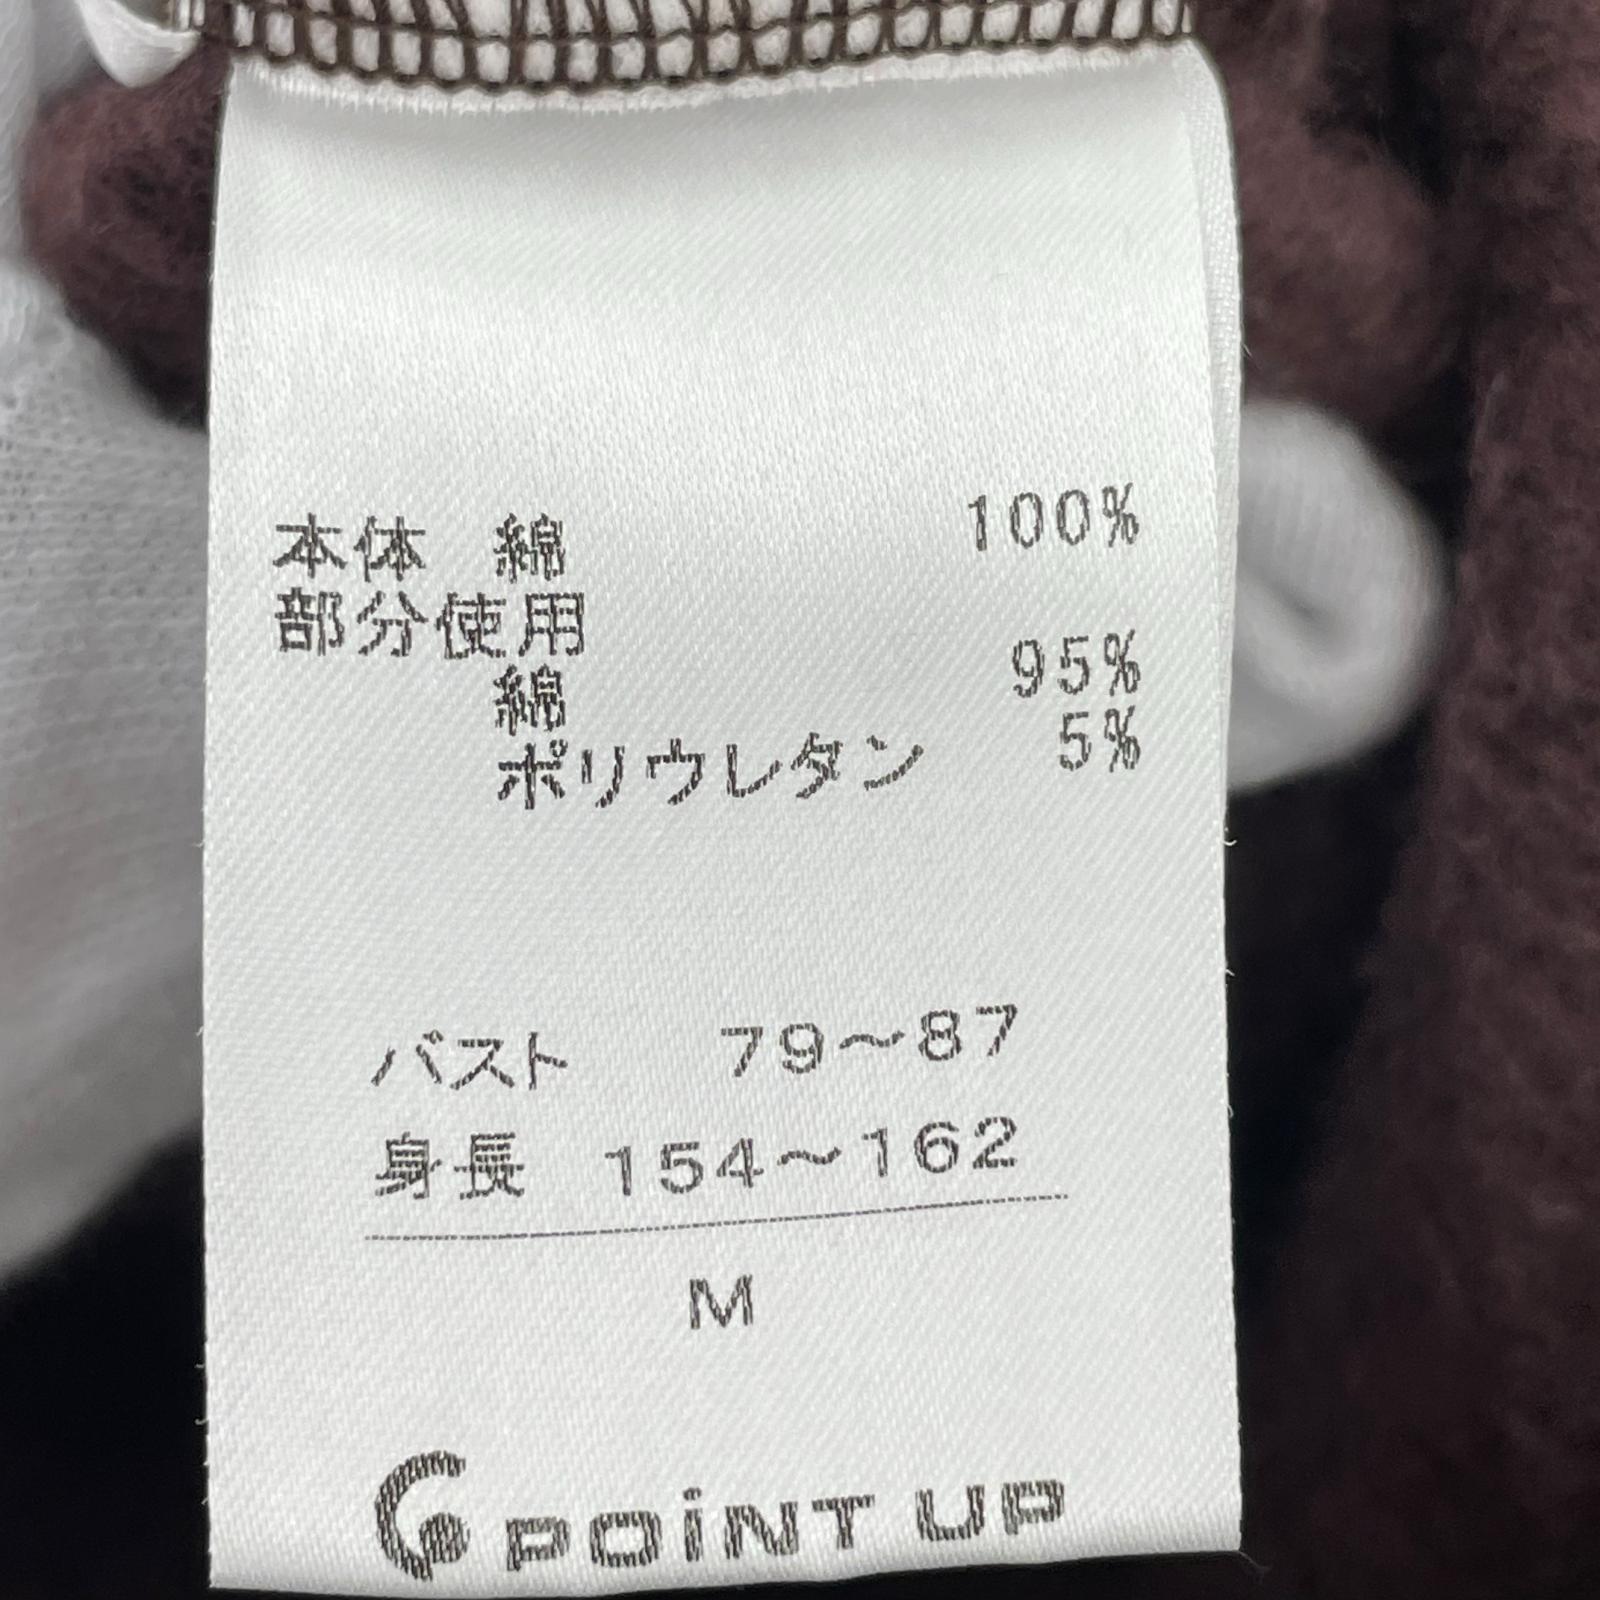 本体 綿 100%
部分使用
綿 95%
ポリウレタン 5%
バスト 79～87
身長 154～162
M
POiNT UP